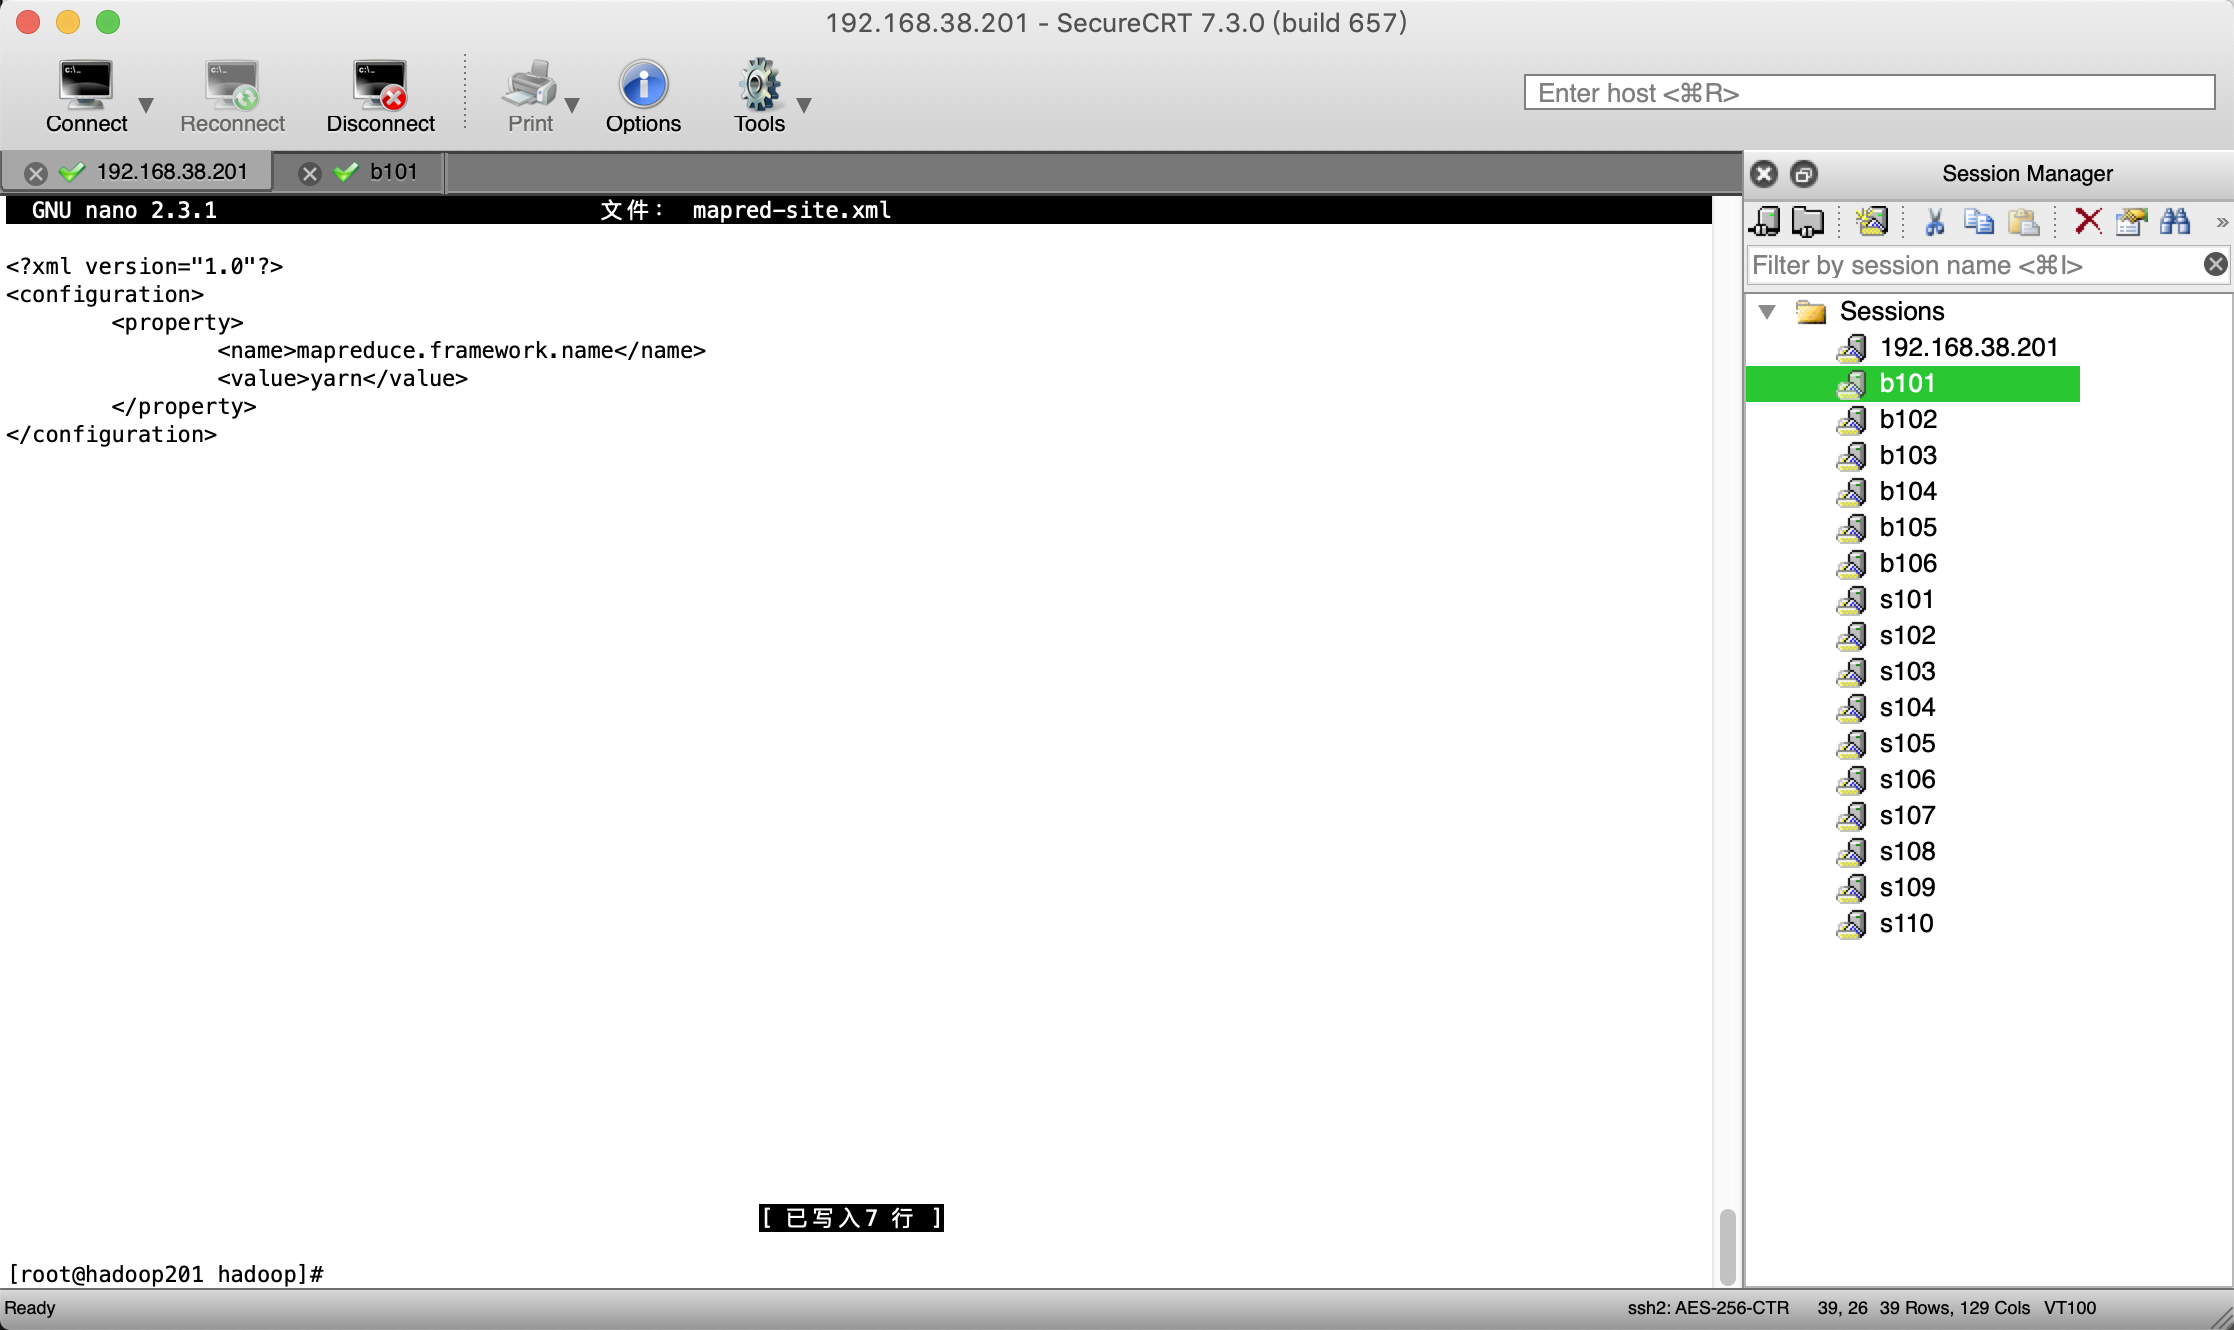 192.168.38.201 - SecureCRT 7.3.0 (build 657)
Connect Reconnect Disconnect Print Options Tools
Enter host <⌘R>
192.168.38.201 b101
GNU nano 2.3.1 文件： mapred-site.xml
<?xml version="1.0"?>
<configuration>
<property>
<name>mapreduce.framework.name</name>
<value>yarn</value>
</property>
</configuration>
[ 已写入7 行 ]
[root@hadoop201 hadoop]#
Session Manager
Filter by session name <⌘I>
Sessions
192.168.38.201
b101
b102
b103
b104
b105
b106
s101
s102
s103
s104
s105
s106
s107
s108
s109
s110
Ready ssh2: AES-256-CTR 39, 26 39 Rows, 129 Cols VT100